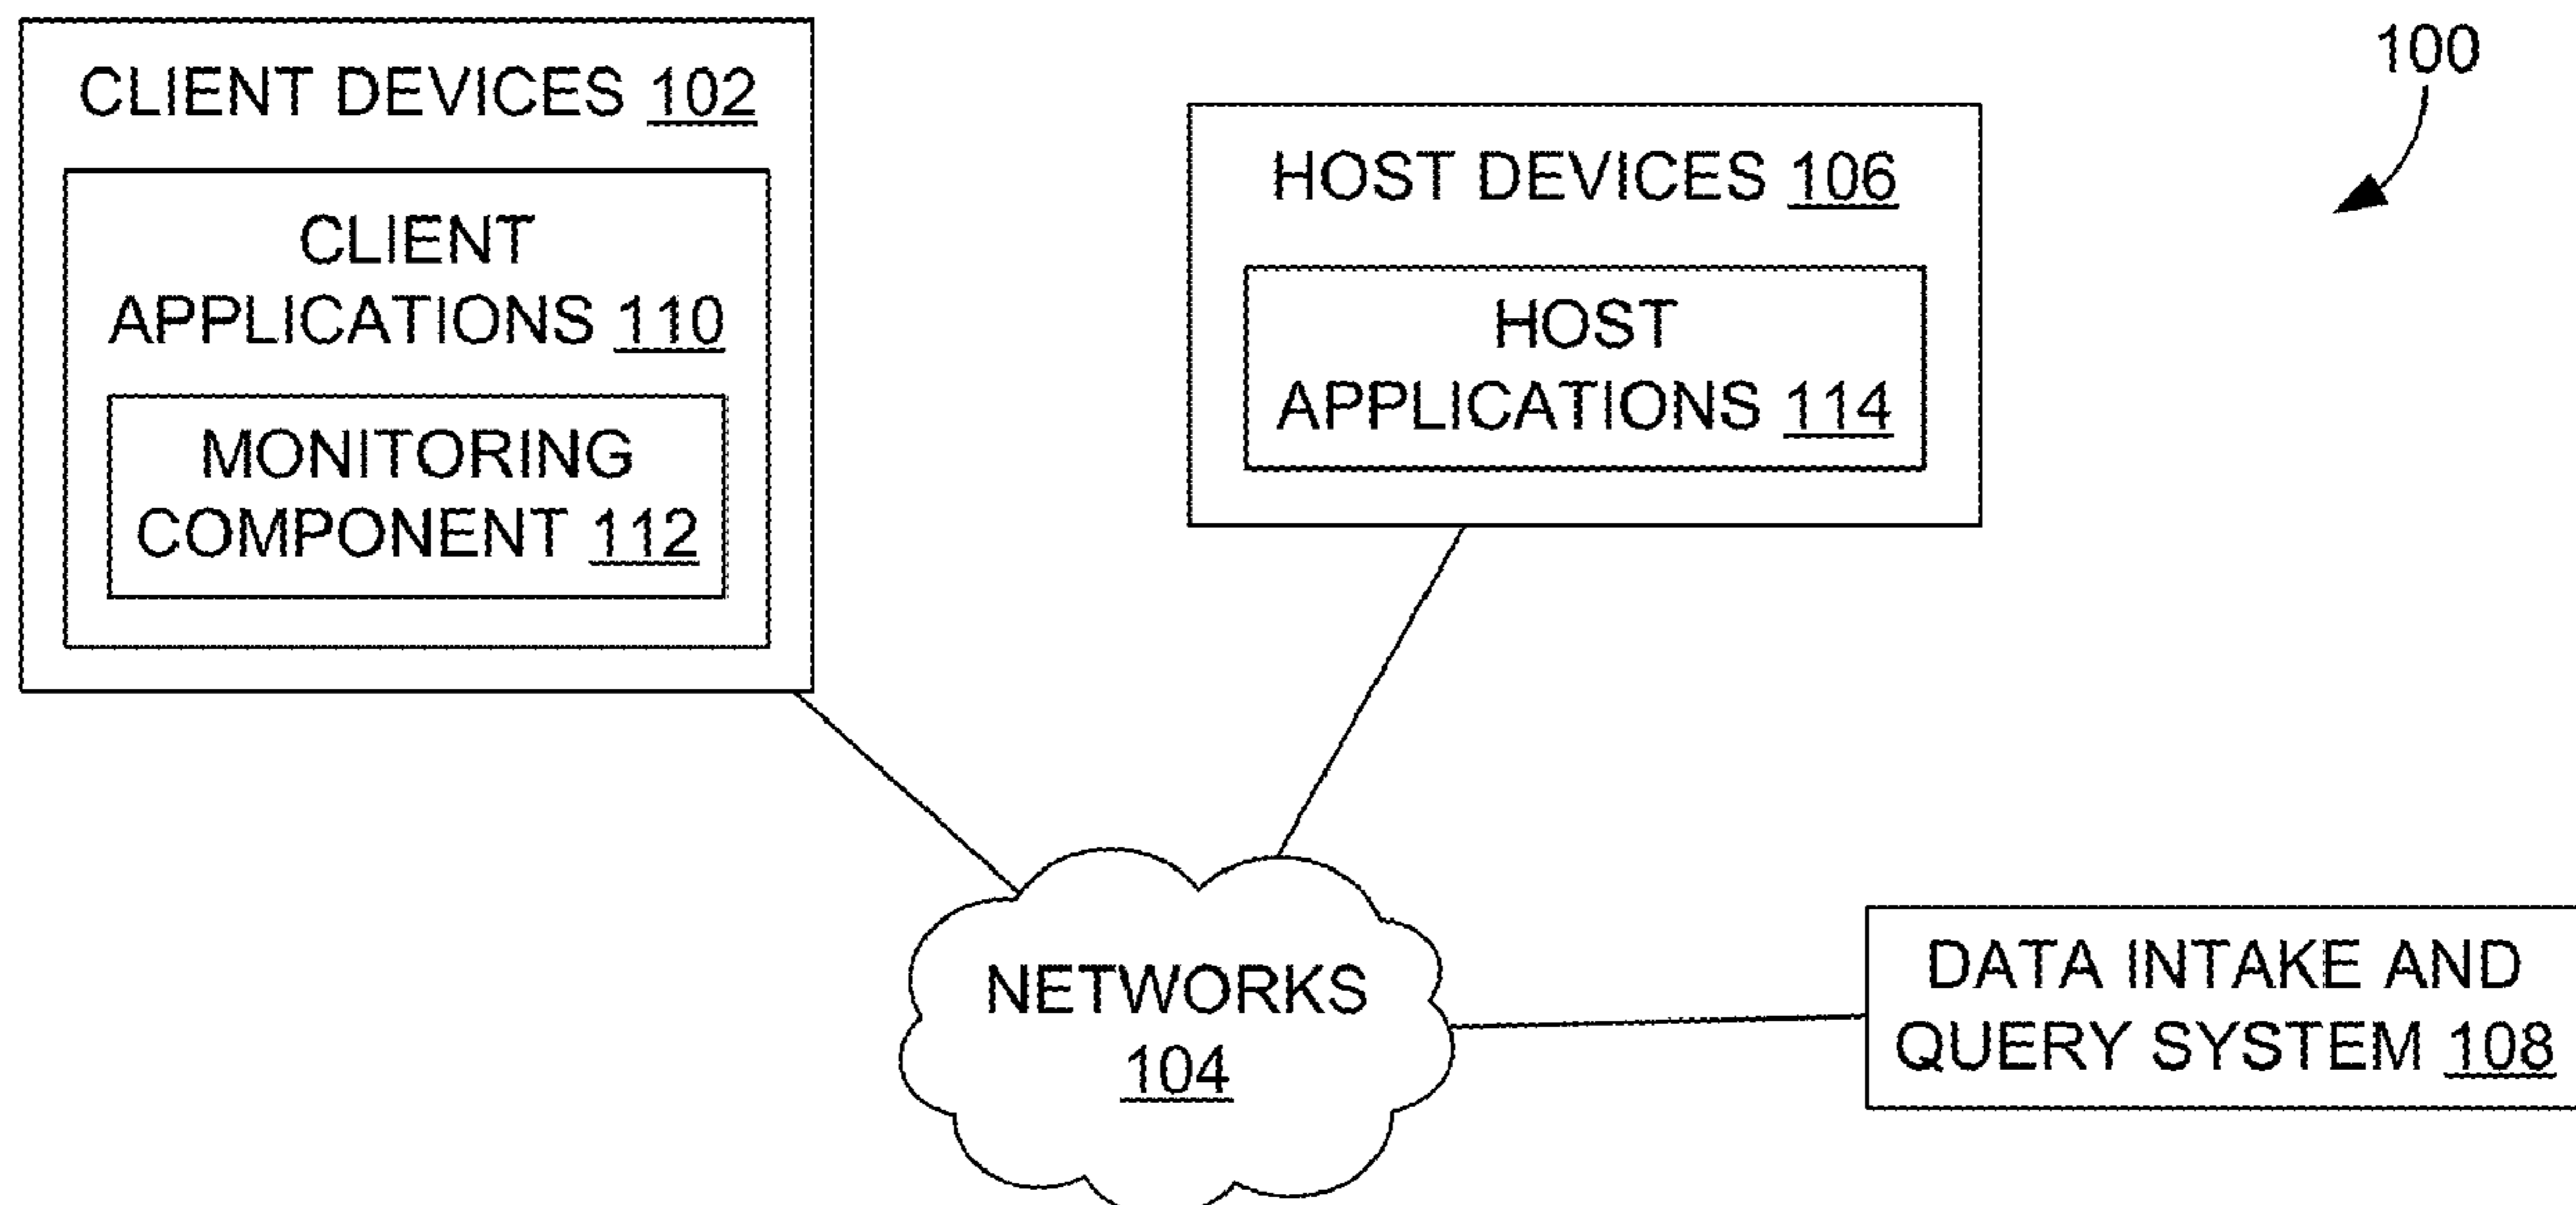 100
CLIENT DEVICES 102
CLIENT
APPLICATIONS 110
MONITORING
COMPONENT 112
HOST DEVICES 106
HOST
APPLICATIONS 114
NETWORKS
104
DATA INTAKE AND
QUERY SYSTEM 108